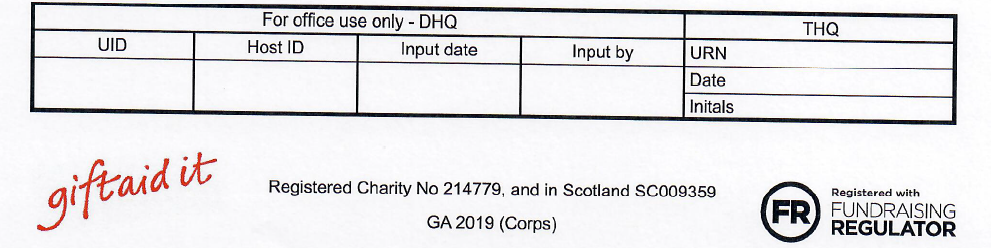 For office use only - DHQ
THQ
UID Host ID Input date Input by URN
Date
Initals
giftaid it
Registered Charity No 214779, and in Scotland SC009359
GA 2019 (Corps)
FR
Registered with
FUNDRAISING
REGULATOR